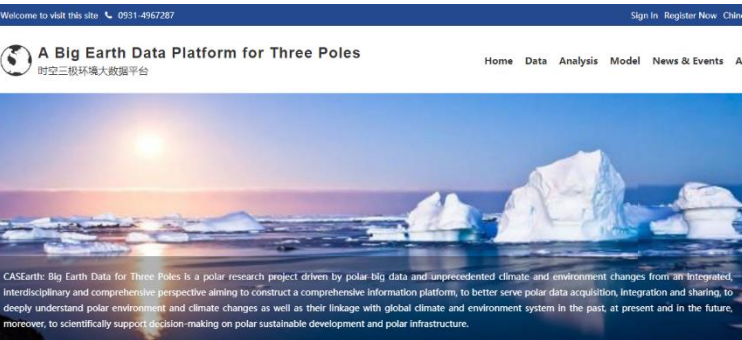 Welcome to visit this site 0931-4967287 Sign In Register Now
A Big Earth Data Platform for Three Poles
时空三极环境大数据平台
Home Data Analysis Model News & Events
CASEarth: Big Earth Data for Three Poles is a polar research project driven by polar big data and unprecedented climate and environment changes from an integrated,
interdisciplinary and comprehensive perspective aiming to construct a comprehensive information platform, to better serve polar data acquisition, integration and sharing, to
deeply understand polar environment and climate changes as well as their linkage with global climate and environment system in the past, at present and in the future,
moreover, to scientifically support decision-making on polar sustainable development and polar infrastructure.